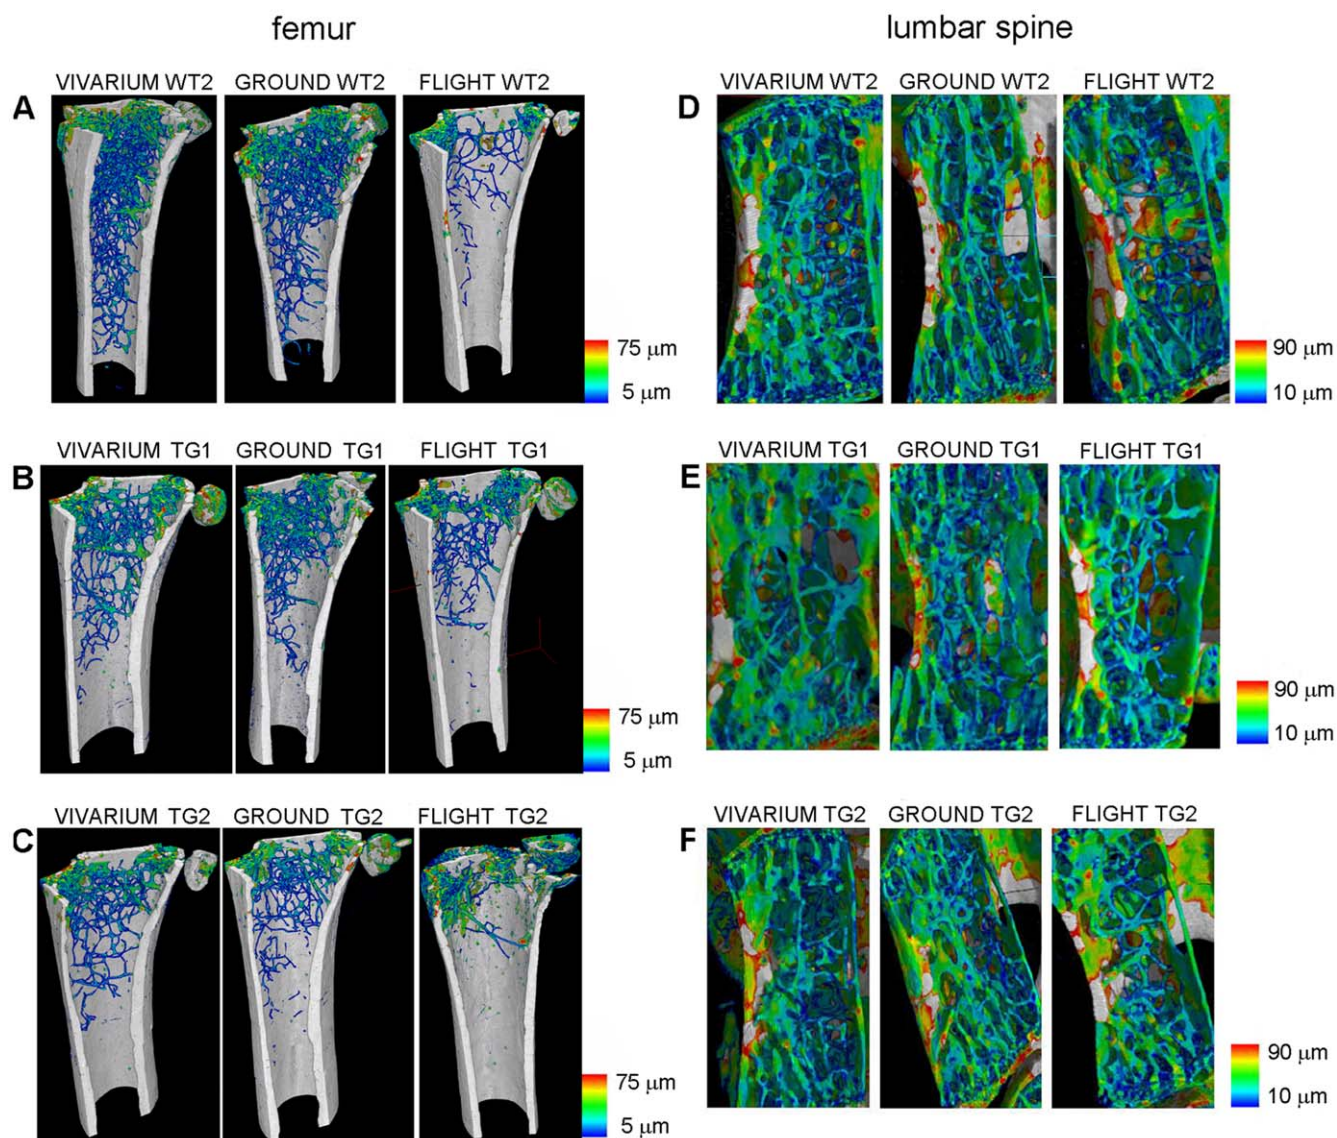 femur
lumbar spine
VIVARIUM WT2 GROUND WT2 FLIGHT WT2
A
75 µm
5 µm
VIVARIUM WT2 GROUND WT2 FLIGHT WT2
D
90 µm
10 µm
VIVARIUM TG1 GROUND TG1 FLIGHT TG1
B
75 µm
5 µm
VIVARIUM TG1 GROUND TG1 FLIGHT TG1
E
90 µm
10 µm
VIVARIUM TG2 GROUND TG2 FLIGHT TG2
C
75 µm
5 µm
VIVARIUM TG2 GROUND TG2 FLIGHT TG2
F
90 µm
10 µm